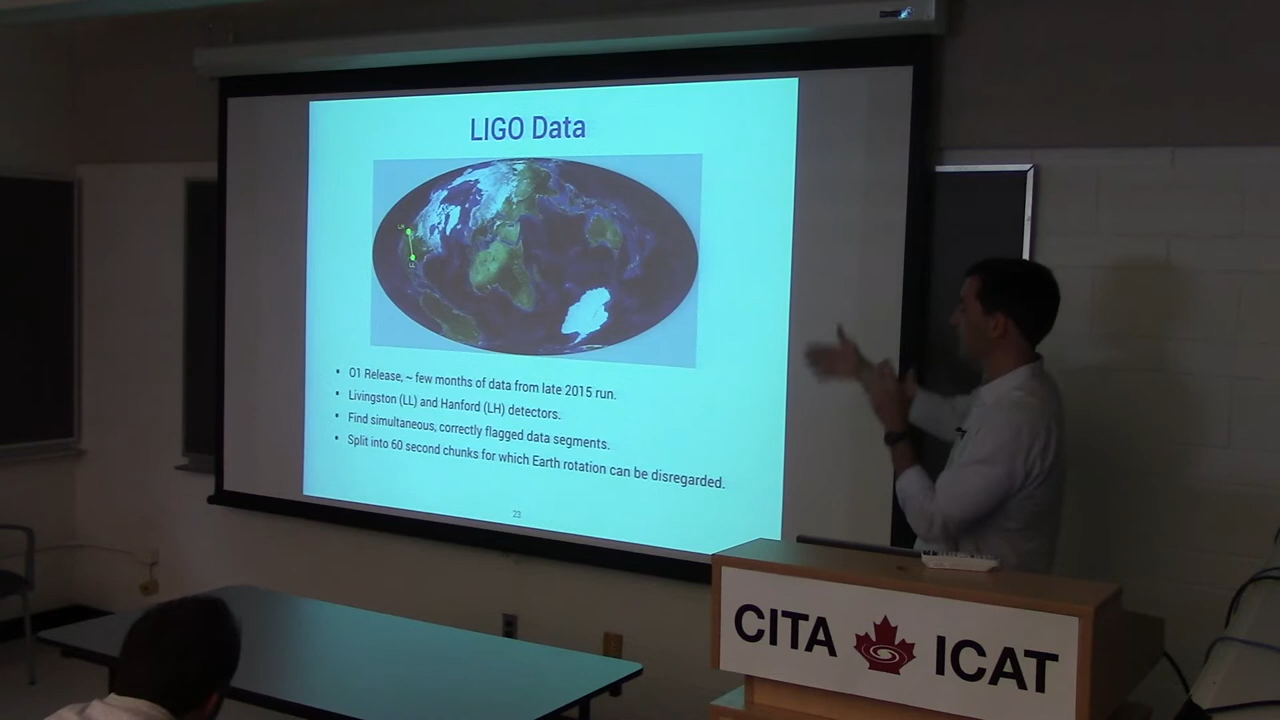 LIGO Data
LH
LL
• O1 Release, ~ few months of data from late 2015 run.
• Livingston (LL) and Hanford (LH) detectors.
• Find simultaneous, correctly flagged data segments.
• Split into 60 second chunks for which Earth rotation can be disregarded.
23
CITA ICAT